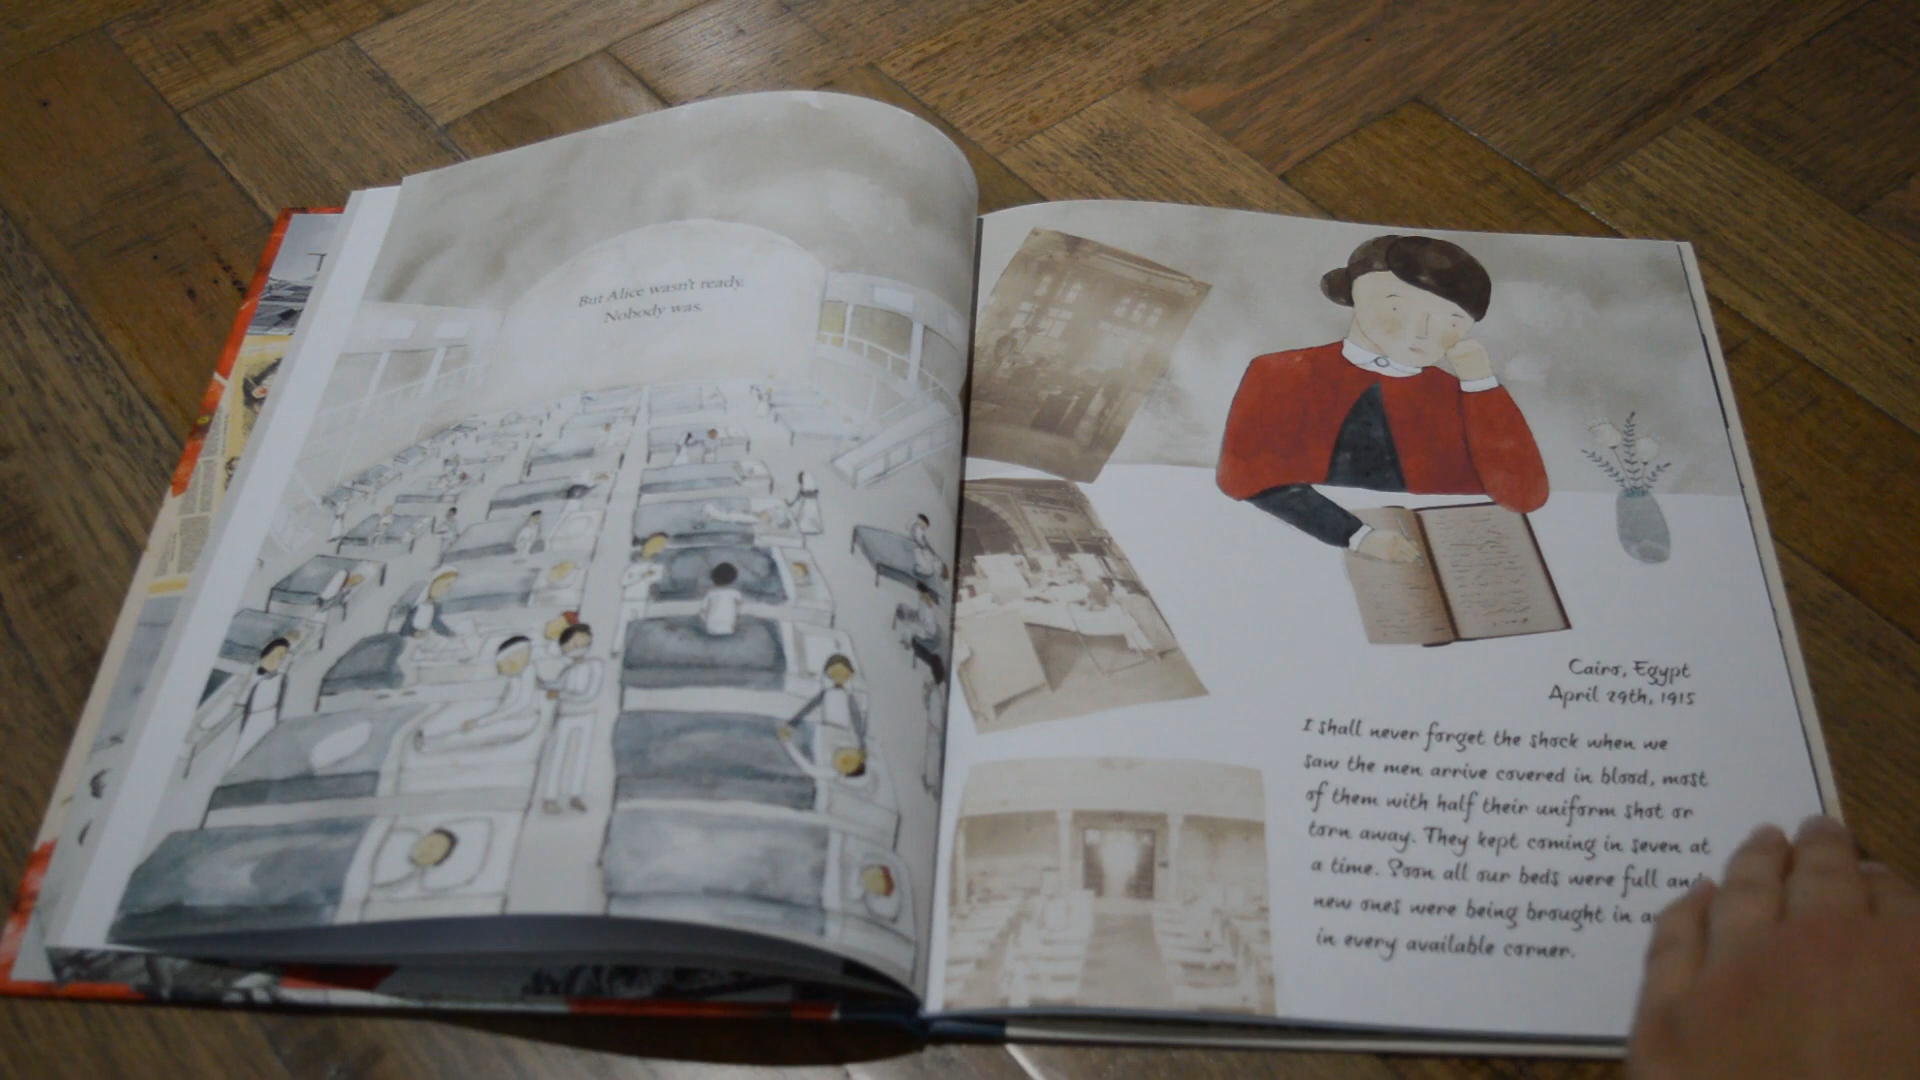 But Alice wasn't ready.
Nobody was.
Cairo, Egypt
April 29th, 1915
I shall never forget the shock when we
saw the men arrive covered in blood, most
of them with half their uniform shot or
torn away. They kept coming in seven at
a time. Soon all our beds were full and
new ones were being brought in
in every available corner.